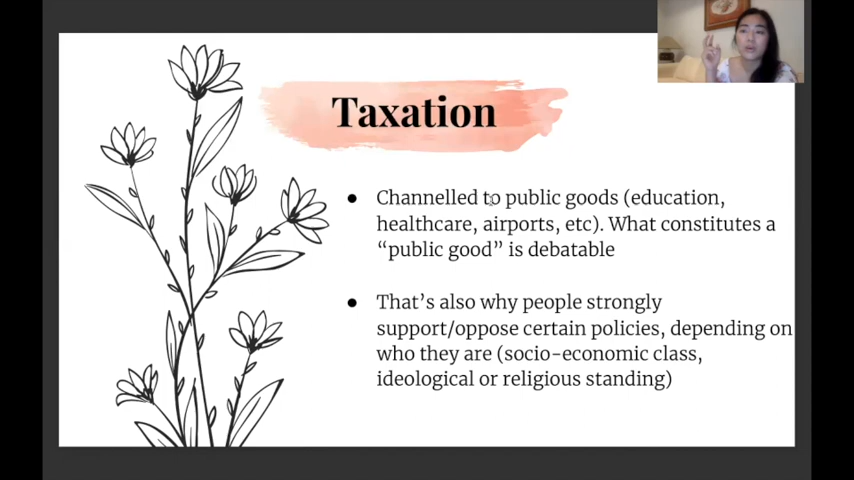 Taxation
● Channelled to public goods (education,
healthcare, airports, etc). What constitutes a
“public good” is debatable
● That’s also why people strongly
support/oppose certain policies, depending on
who they are (socio-economic class,
ideological or religious standing)